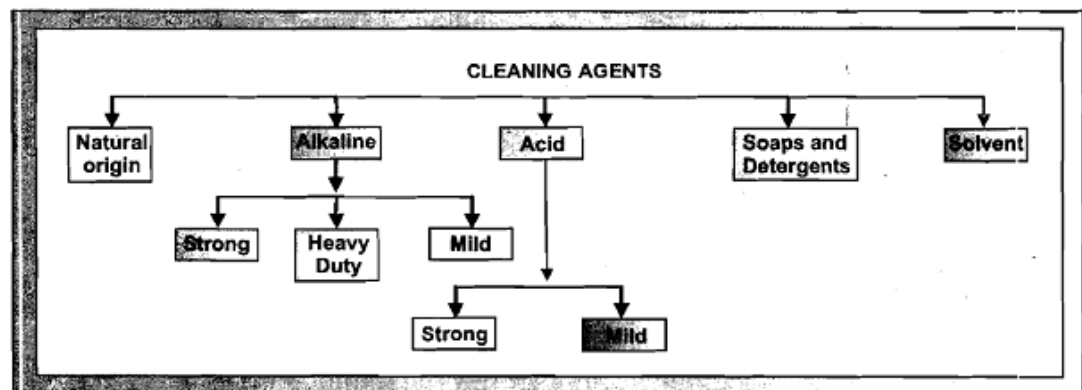 CLEANING AGENTS
Natural
origin
Alkaline
Acid
Soaps and
Detergents
Solvent
Strong
Heavy
Duty
Mild
Strong
Mild